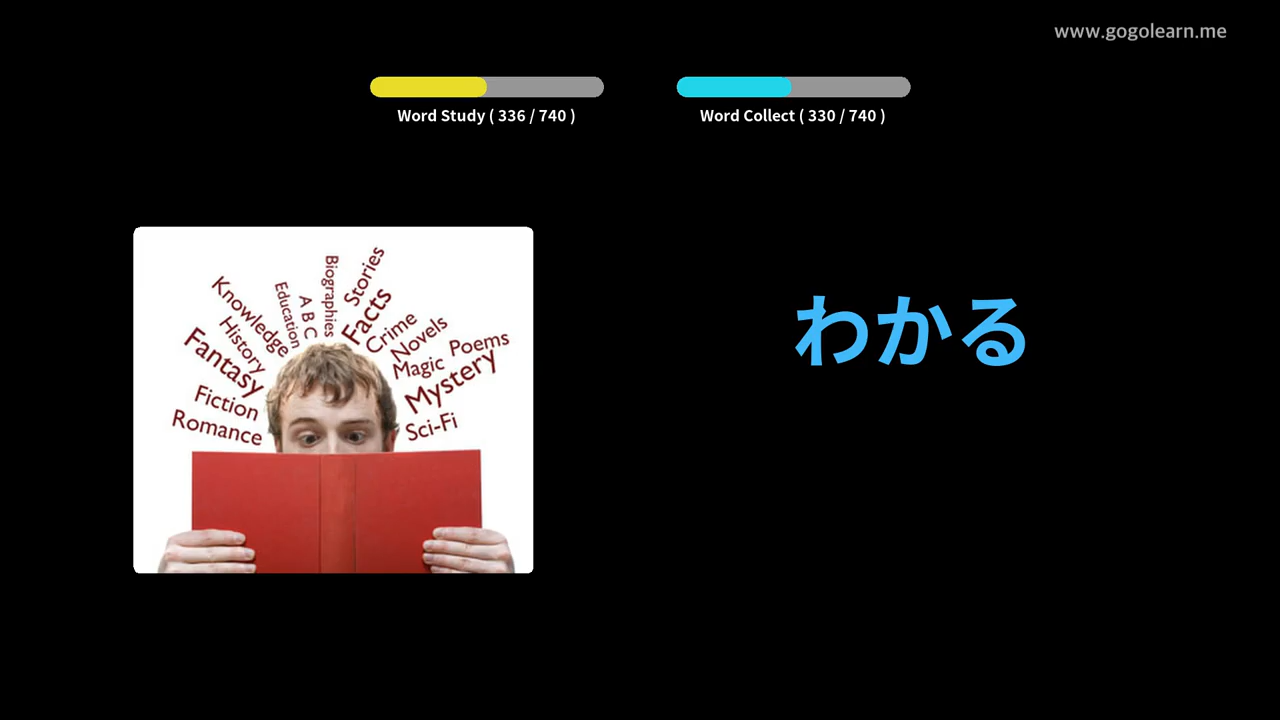 www.gogolearn.me
Word Study ( 336 / 740 )
Word Collect ( 330 / 740 )
Knowledge
Education
A B C
Biographies
Stories
Facts
Crime
Novels
Poems
History
Fantasy
Magic
Mystery
Fiction
Romance
Sci-Fi
わかる